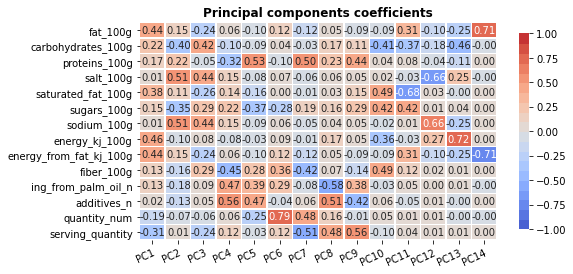 Principal components coefficients
fat_100g 0.44 0.15 -0.24 0.06 -0.10 0.12 -0.12 0.05 -0.09 -0.09 0.11 -0.10 -0.25 0.71
carbohydrates_100g 0.22 -0.40 0.42 -0.10 -0.09 0.04 -0.03 0.17 0.11 -0.41 -0.37 -0.18 -0.46 -0.00
proteins_100g 0.17 0.22 -0.05 -0.32 0.53 -0.10 0.50 0.23 0.44 0.04 0.08 -0.04 -0.11 0.00
salt_100g 0.01 0.51 0.44 0.15 -0.08 0.07 -0.06 0.06 0.05 0.02 -0.03 -0.66 0.25 -0.00
saturated_fat_100g 0.38 0.11 -0.26 0.14 -0.16 0.00 -0.01 0.03 0.15 0.49 -0.68 0.03 -0.00 0.00
sugars_100g 0.15 -0.35 0.29 0.22 -0.37 -0.28 0.19 0.16 0.29 0.42 0.42 0.01 0.04 0.00
sodium_100g 0.00 0.51 0.44 0.15 -0.09 0.06 -0.05 0.04 0.05 -0.02 0.01 0.66 -0.25 0.00
energy_kj_100g 0.46 -0.10 0.08 -0.08 -0.03 0.09 -0.01 0.17 0.05 -0.36 -0.03 0.27 0.72 0.00
energy_from_fat_kj_100g 0.44 0.15 -0.24 0.06 -0.10 0.12 -0.12 0.05 -0.09 -0.09 0.11 -0.10 -0.25 -0.71
fiber_100g 0.13 -0.16 0.29 -0.45 0.28 0.36 -0.42 0.07 -0.14 0.49 0.12 0.02 0.01 0.00
ing_from_palm_oil_n 0.13 -0.18 0.09 0.47 0.39 0.29 -0.08 -0.58 0.38 -0.03 0.05 0.00 0.01 -0.00
additives_n 0.02 -0.13 0.05 0.56 0.47 -0.04 0.06 0.51 -0.42 0.06 0.05 -0.01 0.01 -0.00
quantity_num -0.19 -0.07 -0.06 0.06 -0.25 0.79 0.48 0.16 -0.01 0.05 0.01 0.01 -0.00 -0.00
serving_quantity -0.31 0.01 -0.24 0.12 -0.03 0.12 -0.51 0.48 0.56 -0.10 0.04 0.01 0.01 0.00
PC1 PC2 PC3 PC4 PC5 PC6 PC7 PC8 PC9 PC10 PC11 PC12 PC13 PC14
1.00
0.75
0.50
0.25
0.00
−0.25
−0.50
−0.75
−1.00